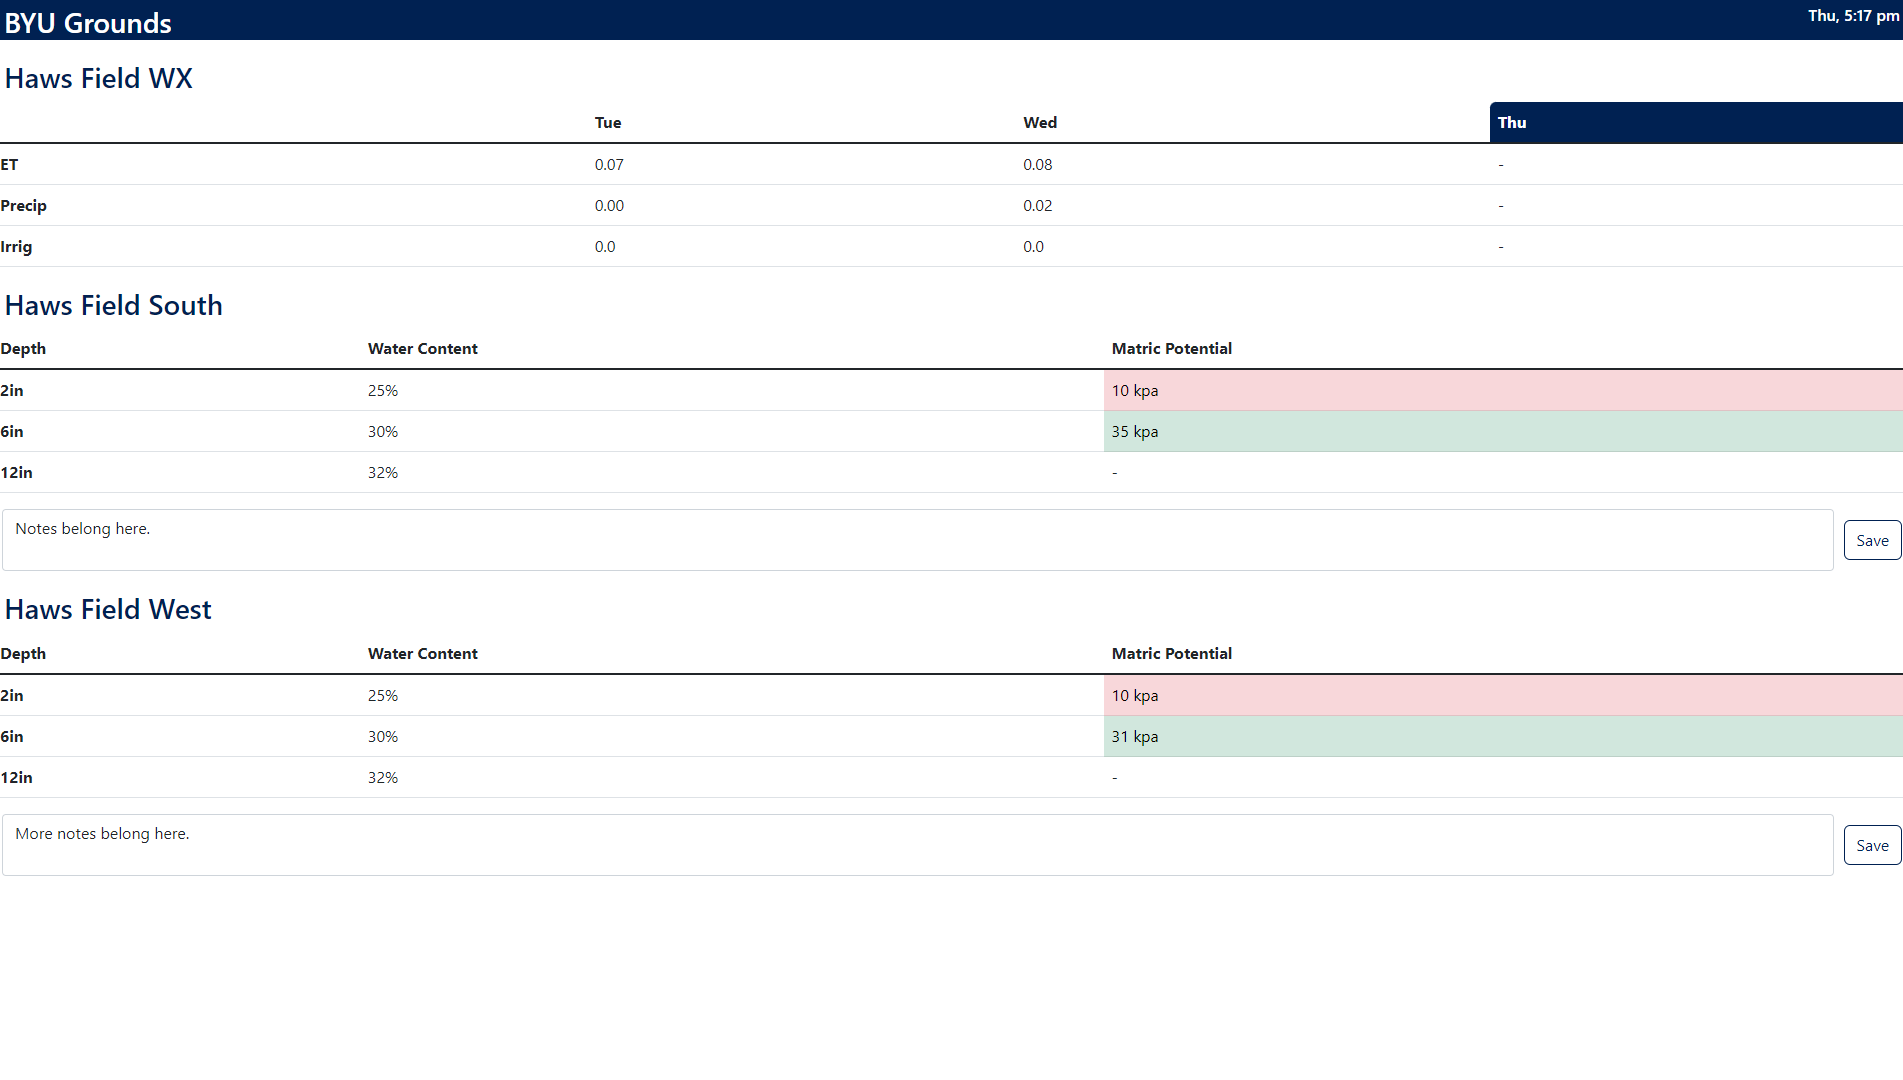 BYU Grounds Thu, 5:17 pm
Haws Field WX
Tue Wed Thu
ET 0.07 0.08 -
Precip 0.00 0.02 -
Irrig 0.0 0.0 -
Haws Field South
Depth Water Content Matric Potential
2in 25% 10 kpa
6in 30% 35 kpa
12in 32% -
Notes belong here. Save
Haws Field West
Depth Water Content Matric Potential
2in 25% 10 kpa
6in 30% 31 kpa
12in 32% -
More notes belong here. Save